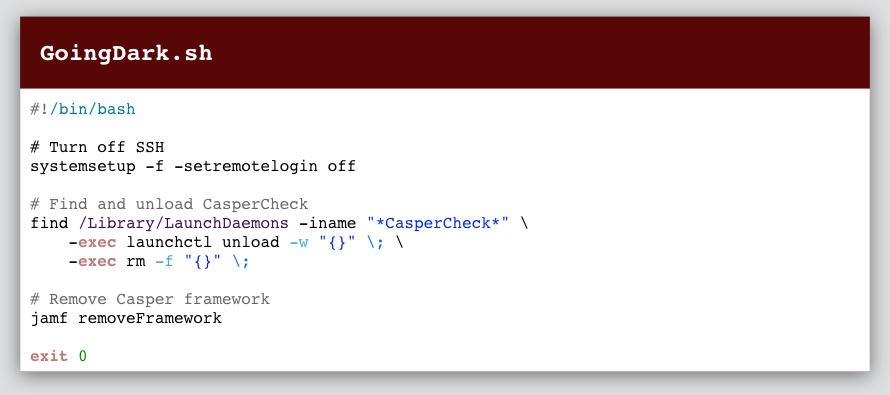 GoingDark.sh
#!/bin/bash
# Turn off SSH
systemsetup -f -setremotelogin off
# Find and unload CasperCheck
find /Library/LaunchDaemons -iname "*CasperCheck*" \
    -exec launchctl unload -w "{}" \; \
    -exec rm -f "{}" \;
# Remove Casper framework
jamf removeFramework
exit 0